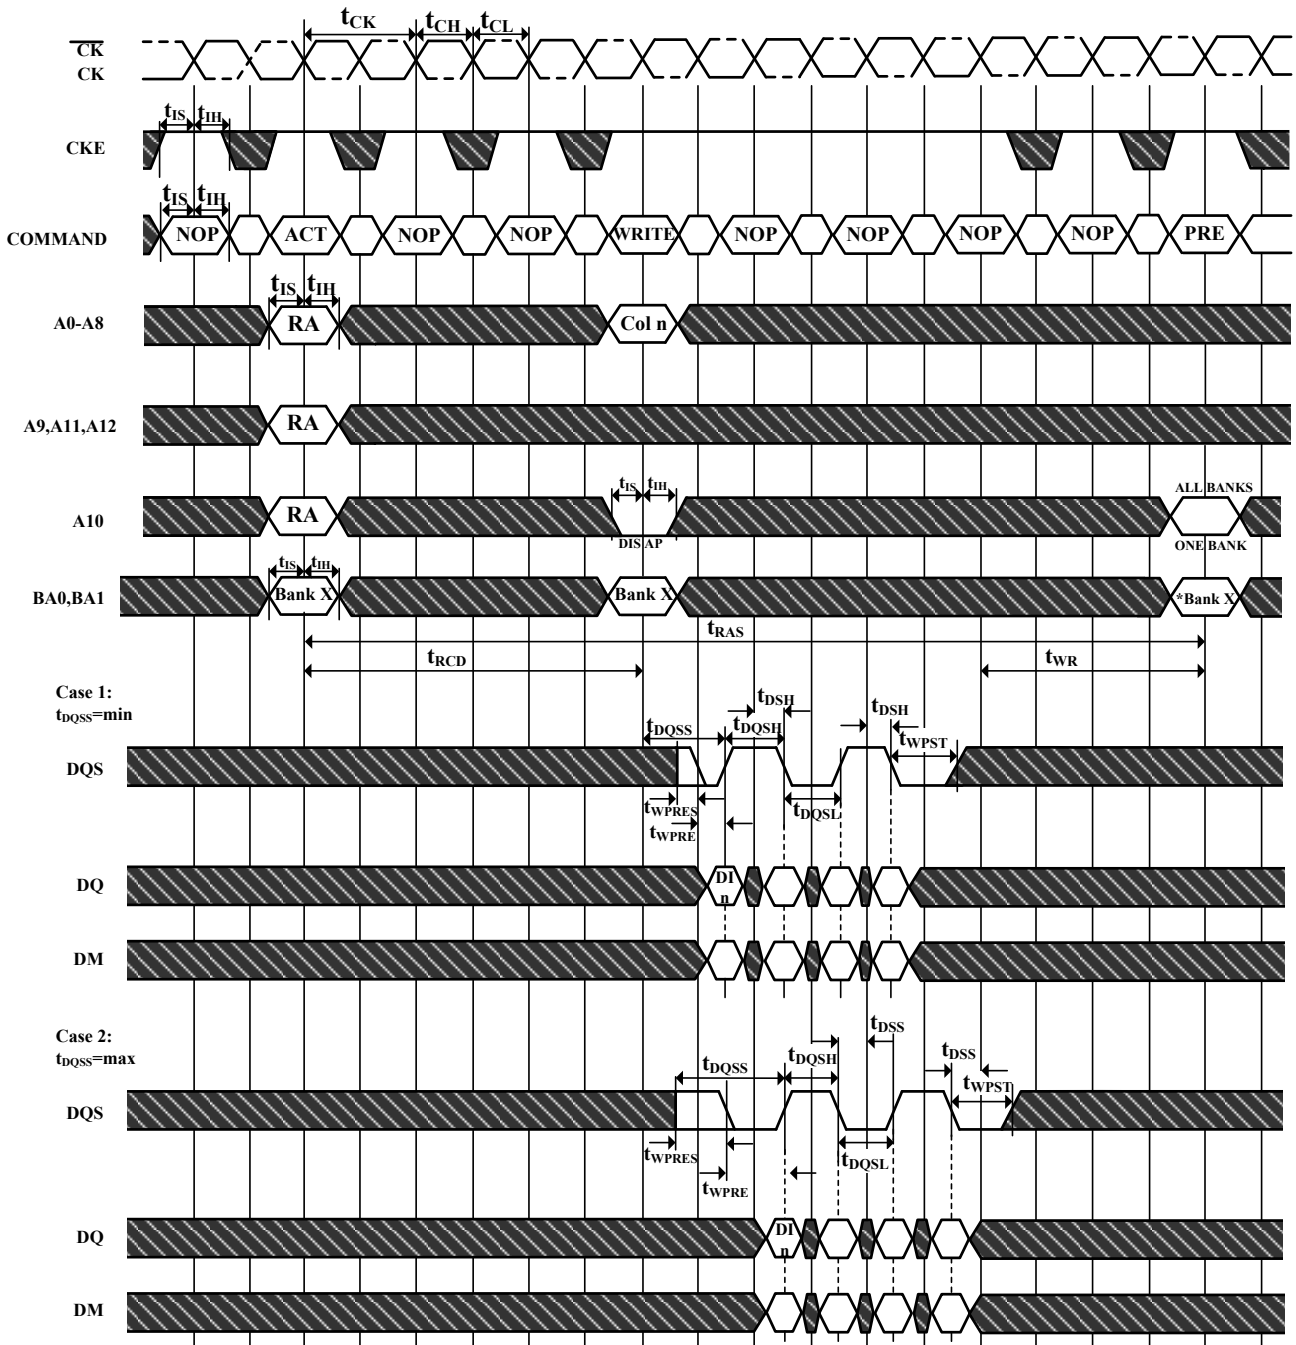 tCK tCH tCL
CK
CK
tIS tIH
CKE
tIS tIH
COMMAND NOP ACT NOP NOP WRITE NOP NOP NOP NOP PRE
tIS tIH
A0-A8 RA Col n
A9,A11,A12 RA
tIS tIH ALL BANKS
A10 RA
DIS AP ONE BANK
tIS tIH
BA0,BA1 Bank X Bank X *Bank X
tRAS
tRCD tWR
Case 1:
tDQSS=min
tDSH tDSH
tDQSS tDQSH tWPST
DQS
tWPRES tDQSL
tWPRE
DQ DI n
DM
Case 2:
tDQSS=max
tDSS tDSS
tDQSS tDQSH tWPST
DQS
tWPRES tDQSL
tWPRE
DQ DI n
DM